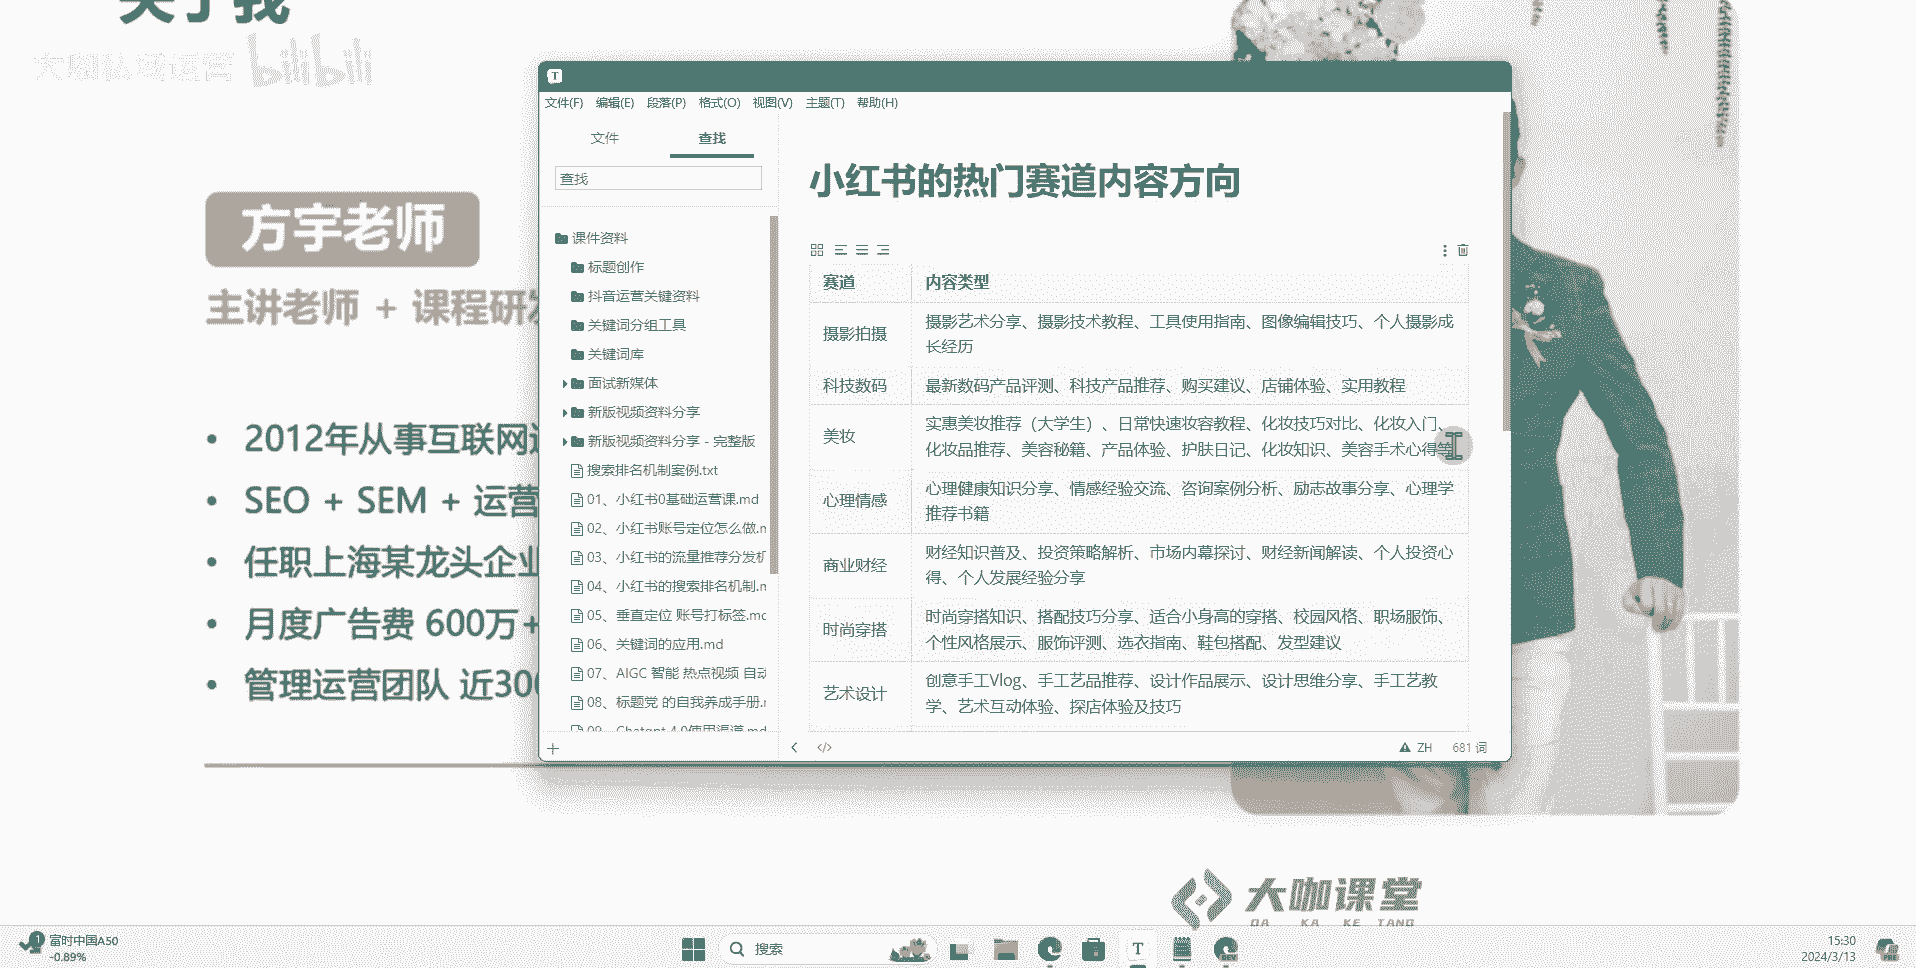 关于我
大咖私域运营 bilibili
方宇老师
主讲老师 + 课程研发
2012年从事互联网
SEO + SEM + 运营
任职上海某龙头企业
月度广告费 600万+
管理运营团队 近300
T
文件(F) 编辑(E) 段落(P) 格式(O) 视图(V) 主题(T) 帮助(H)
文件 查找
查找
课件资料
标题创作
抖音运营关键资料
关键词分组工具
关键词库
面试新媒体
新版视频资料分享
新版视频资料分享 - 完整版
搜索排名机制案例.txt
01、小红书0基础运营课.md
02、小红书账号定位怎么做.m
03、小红书的流量推荐分发机
04、小红书的搜索排名机制.m
05、垂直定位 账号打标签.md
06、关键词的应用.md
07、AIGC 智能 热点视频 自动
08、标题党 的自我养成手册.m
09、Chatgpt 4.0使用渠道.md
小红书的热门赛道内容方向
赛道 内容类型
摄影拍摄 摄影艺术分享、摄影技术教程、工具使用指南、图像编辑技巧、个人摄影成
长经历
科技数码 最新数码产品评测、科技产品推荐、购买建议、店铺体验、实用教程
美妆 实惠美妆推荐（大学生）、日常快速妆容教程、化妆技巧对比、化妆入门、
化妆品推荐、美容秘籍、产品体验、护肤日记、化妆知识、美容手术心得等
心理情感 心理健康知识分享、情感经验交流、咨询案例分析、励志故事分享、心理学
推荐书籍
商业财经 财经知识普及、投资策略解析、市场内幕探讨、财经新闻解读、个人投资心
得、个人发展经验分享
时尚穿搭 时尚穿搭知识、搭配技巧分享、适合小身高的穿搭、校园风格、职场服饰、
个性风格展示、服饰评测、选衣指南、鞋包搭配、发型建议
艺术设计 创意手工Vlog、手工艺品推荐、设计作品展示、设计思维分享、手工艺教
学、艺术互动体验、探店体验及技巧
</> ZH 681 词
大咖课堂
DA KA KE TANG
1 富时中国A50
-0.89%
搜索
T
DEV
15:30
2024/3/13
PRE